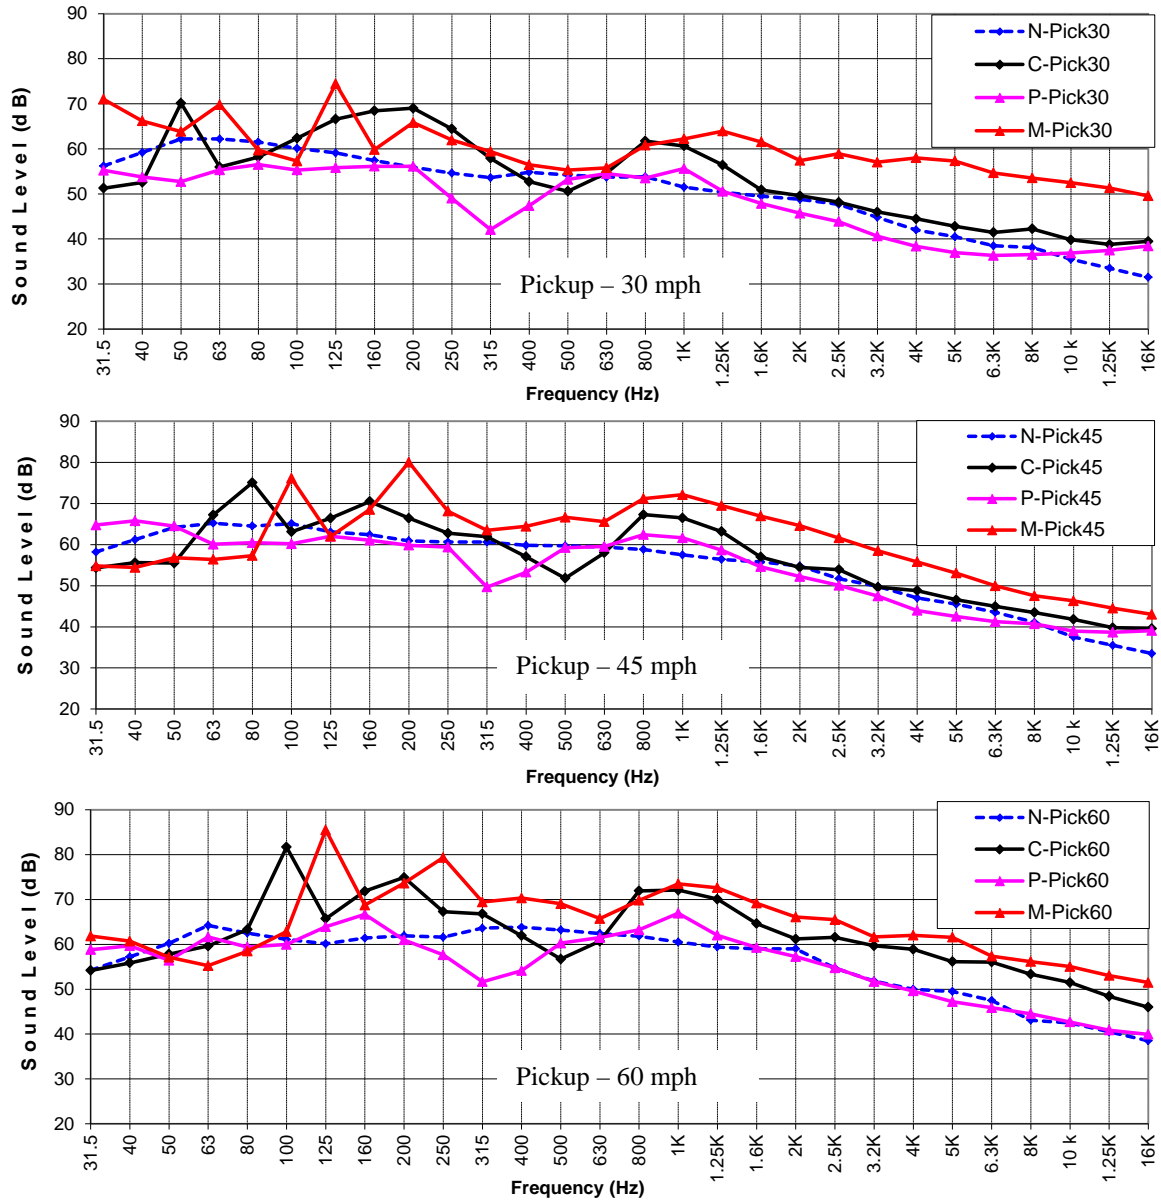 90
80
70
60
50
40
30
20
Sound Level (dB)
N-Pick30
C-Pick30
P-Pick30
M-Pick30
Pickup – 30 mph
31.5 40 50 63 80 100 125 160 200 250 315 400 500 630 800 1K 1.25K 1.6K 2K 2.5K 3.2K 4K 5K 6.3K 8K 10 k 1.25K 16K
Frequency (Hz)
90
80
70
60
50
40
30
20
Sound Level (dB)
N-Pick45
C-Pick45
P-Pick45
M-Pick45
Pickup – 45 mph
31.5 40 50 63 80 100 125 160 200 250 315 400 500 630 800 1K 1.25K 1.6K 2K 2.5K 3.2K 4K 5K 6.3K 8K 10 k 1.25K 16K
Frequency (Hz)
90
80
70
60
50
40
30
20
Sound Level (dB)
N-Pick60
C-Pick60
P-Pick60
M-Pick60
Pickup – 60 mph
31.5 40 50 63 80 100 125 160 200 250 315 400 500 630 800 1K 1.25K 1.6K 2K 2.5K 3.2K 4K 5K 6.3K 8K 10 k 1.25K 16K
Frequency (Hz)